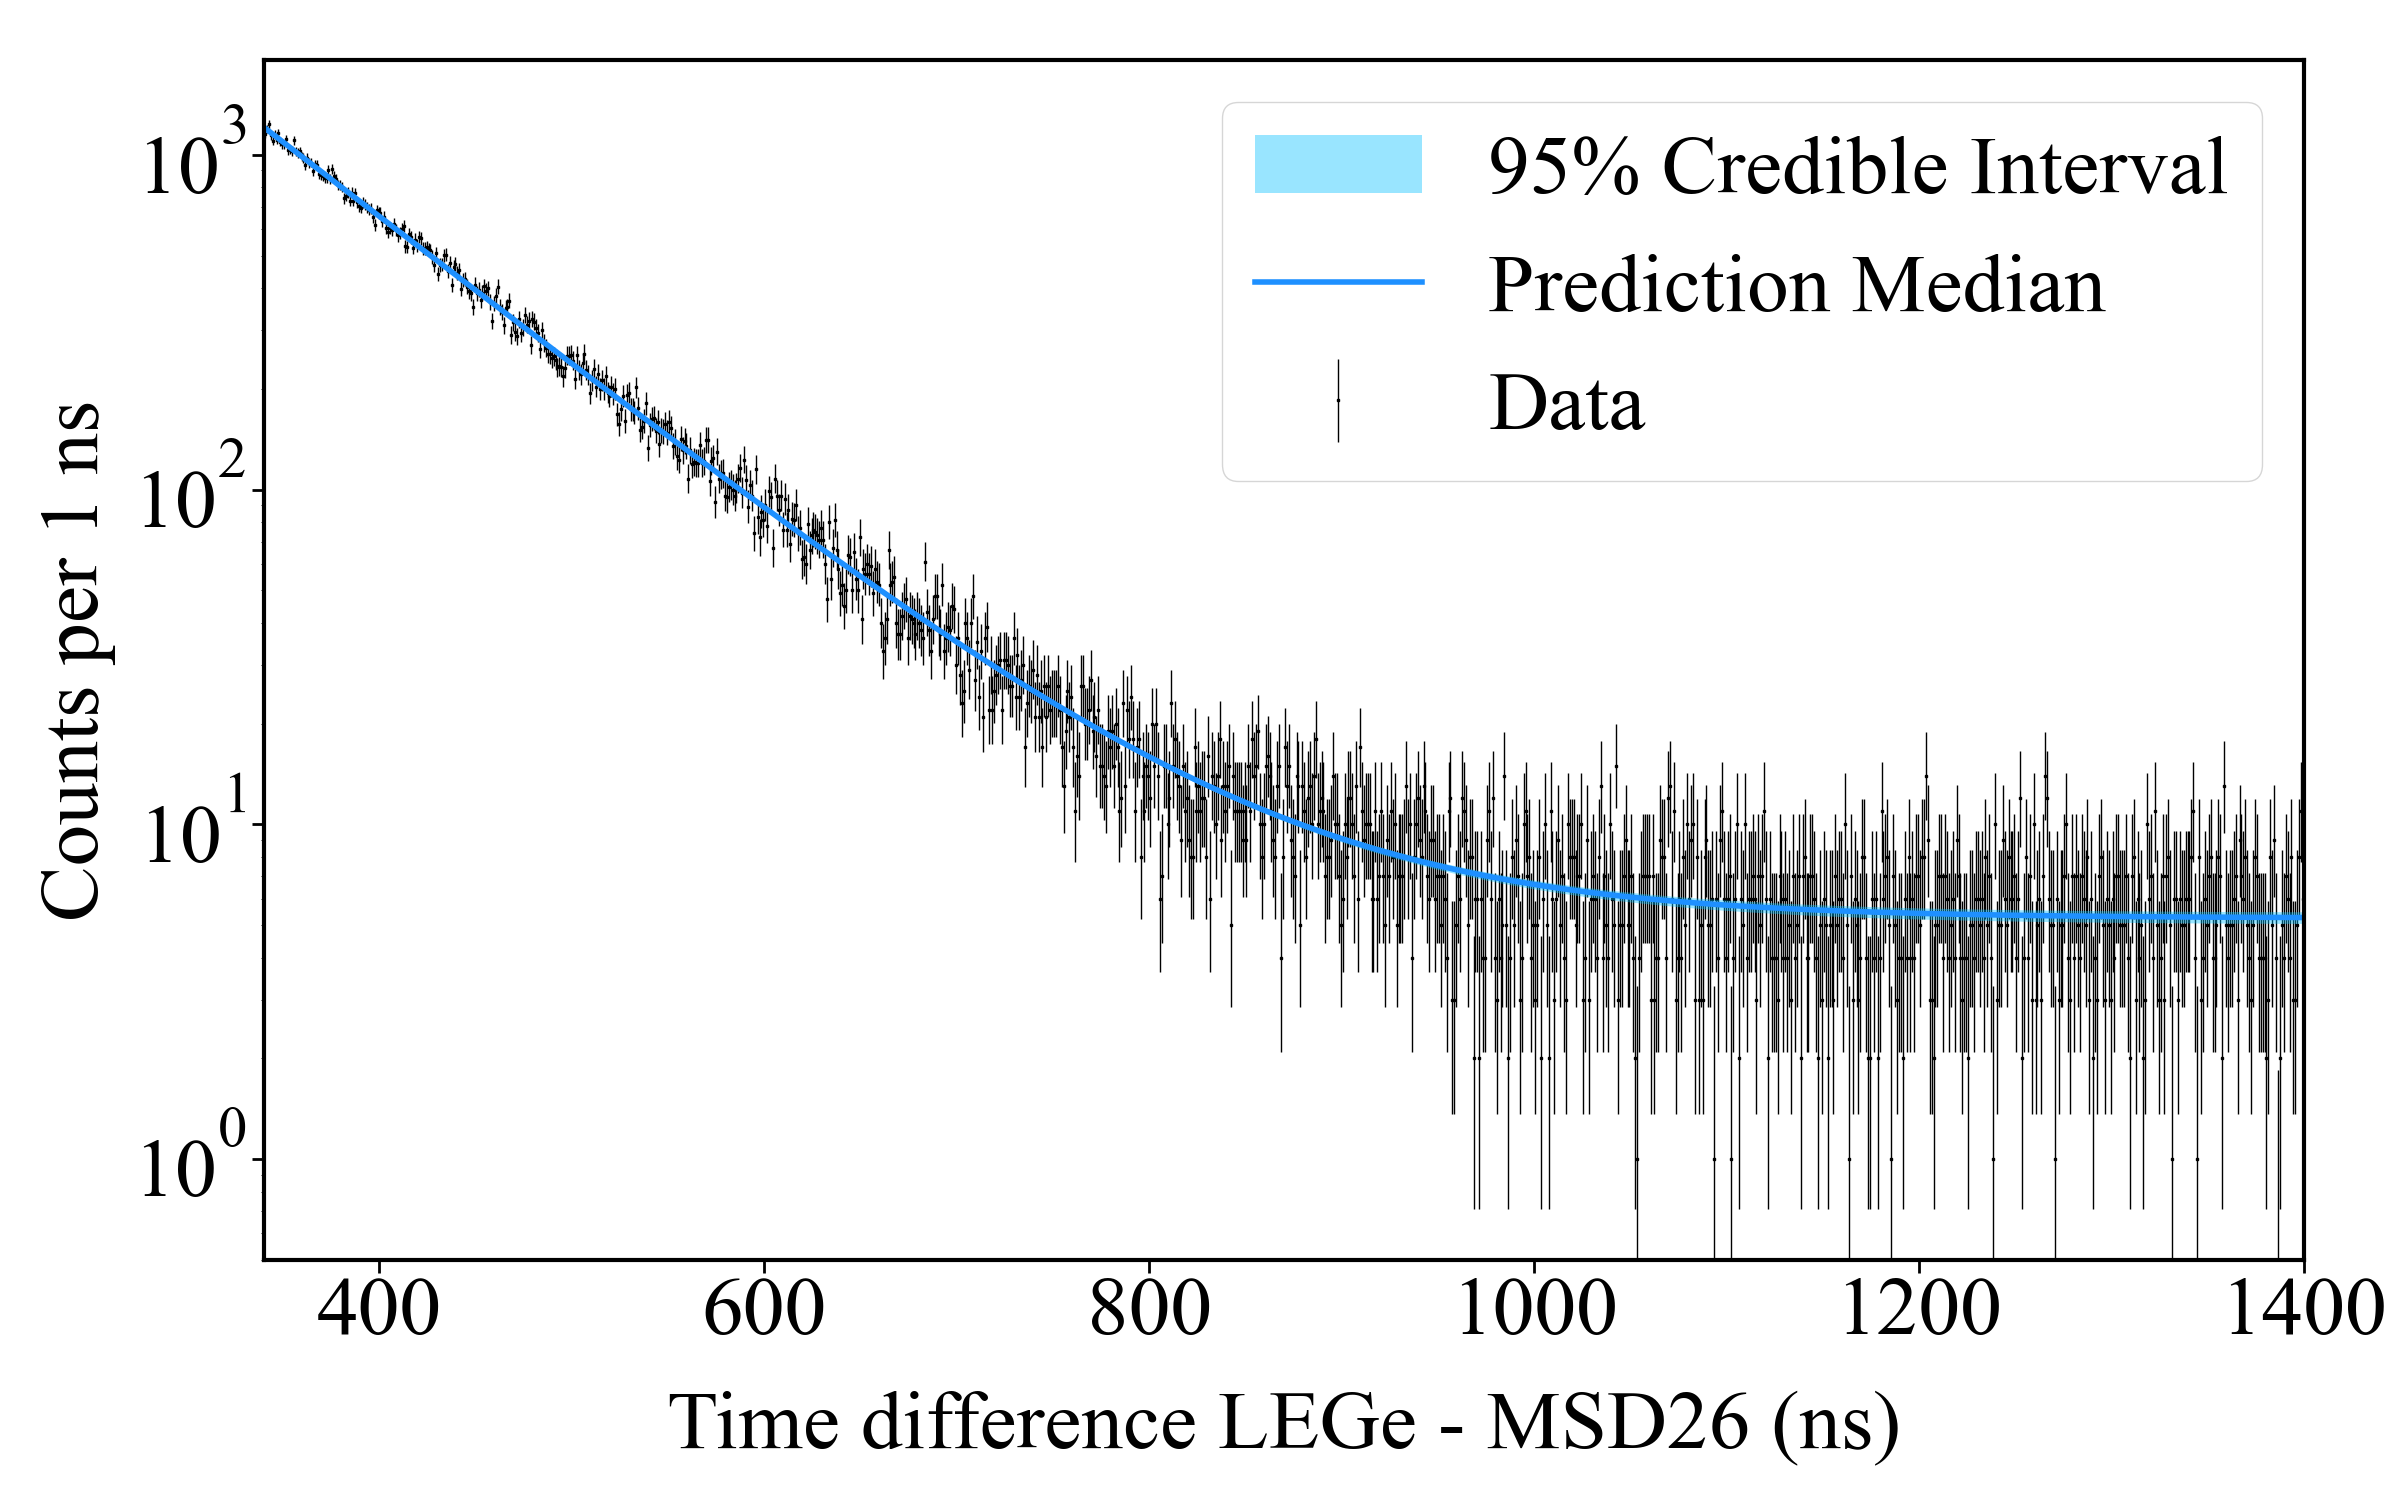 95% Credible Interval
Prediction Median
Data
Counts per 1 ns
10^3
10^2
10^1
10^0
400 600 800 1000 1200 1400
Time difference LEGe - MSD26 (ns)